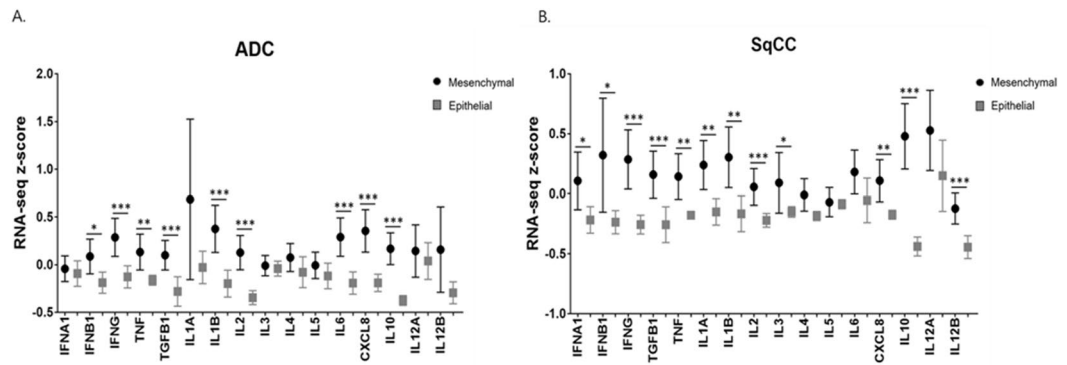 A.
ADC
RNA-seq z-score
2.0
1.5
1.0
0.5
0.0
-0.5
* *** ** *** *** *** *** *** ***
Mesenchymal
Epithelial
IFNA1
IFNB1
IFNG
TNF
TGFB1
IL1A
IL1B
IL2
IL3
IL4
IL5
IL6
CXCL8
IL10
IL12A
IL12B
B.
SqCC
RNA-seq z-score
1.0
0.5
0.0
-0.5
-1.0
* * *** *** ** ** ** *** * ** *** ***
Mesenchymal
Epithelial
IFNA1
IFNB1
IFNG
TGFB1
TNF
IL1A
IL1B
IL2
IL3
IL4
IL5
IL6
CXCL8
IL10
IL12A
IL12B